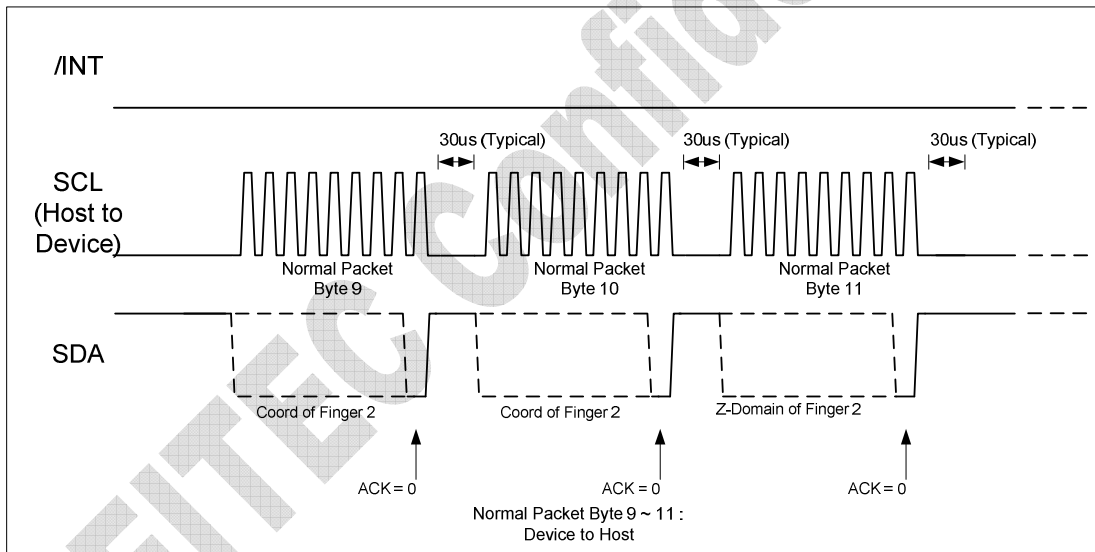 /INT
30us (Typical) 30us (Typical) 30us (Typical)
SCL
(Host to
Device)
Normal Packet
Byte 9
Normal Packet
Byte 10
Normal Packet
Byte 11
SDA
Coord of Finger 2 Coord of Finger 2 Z-Domain of Finger 2
ACK = 0 ACK = 0 ACK = 0
Normal Packet Byte 9 ~ 11 :
Device to Host